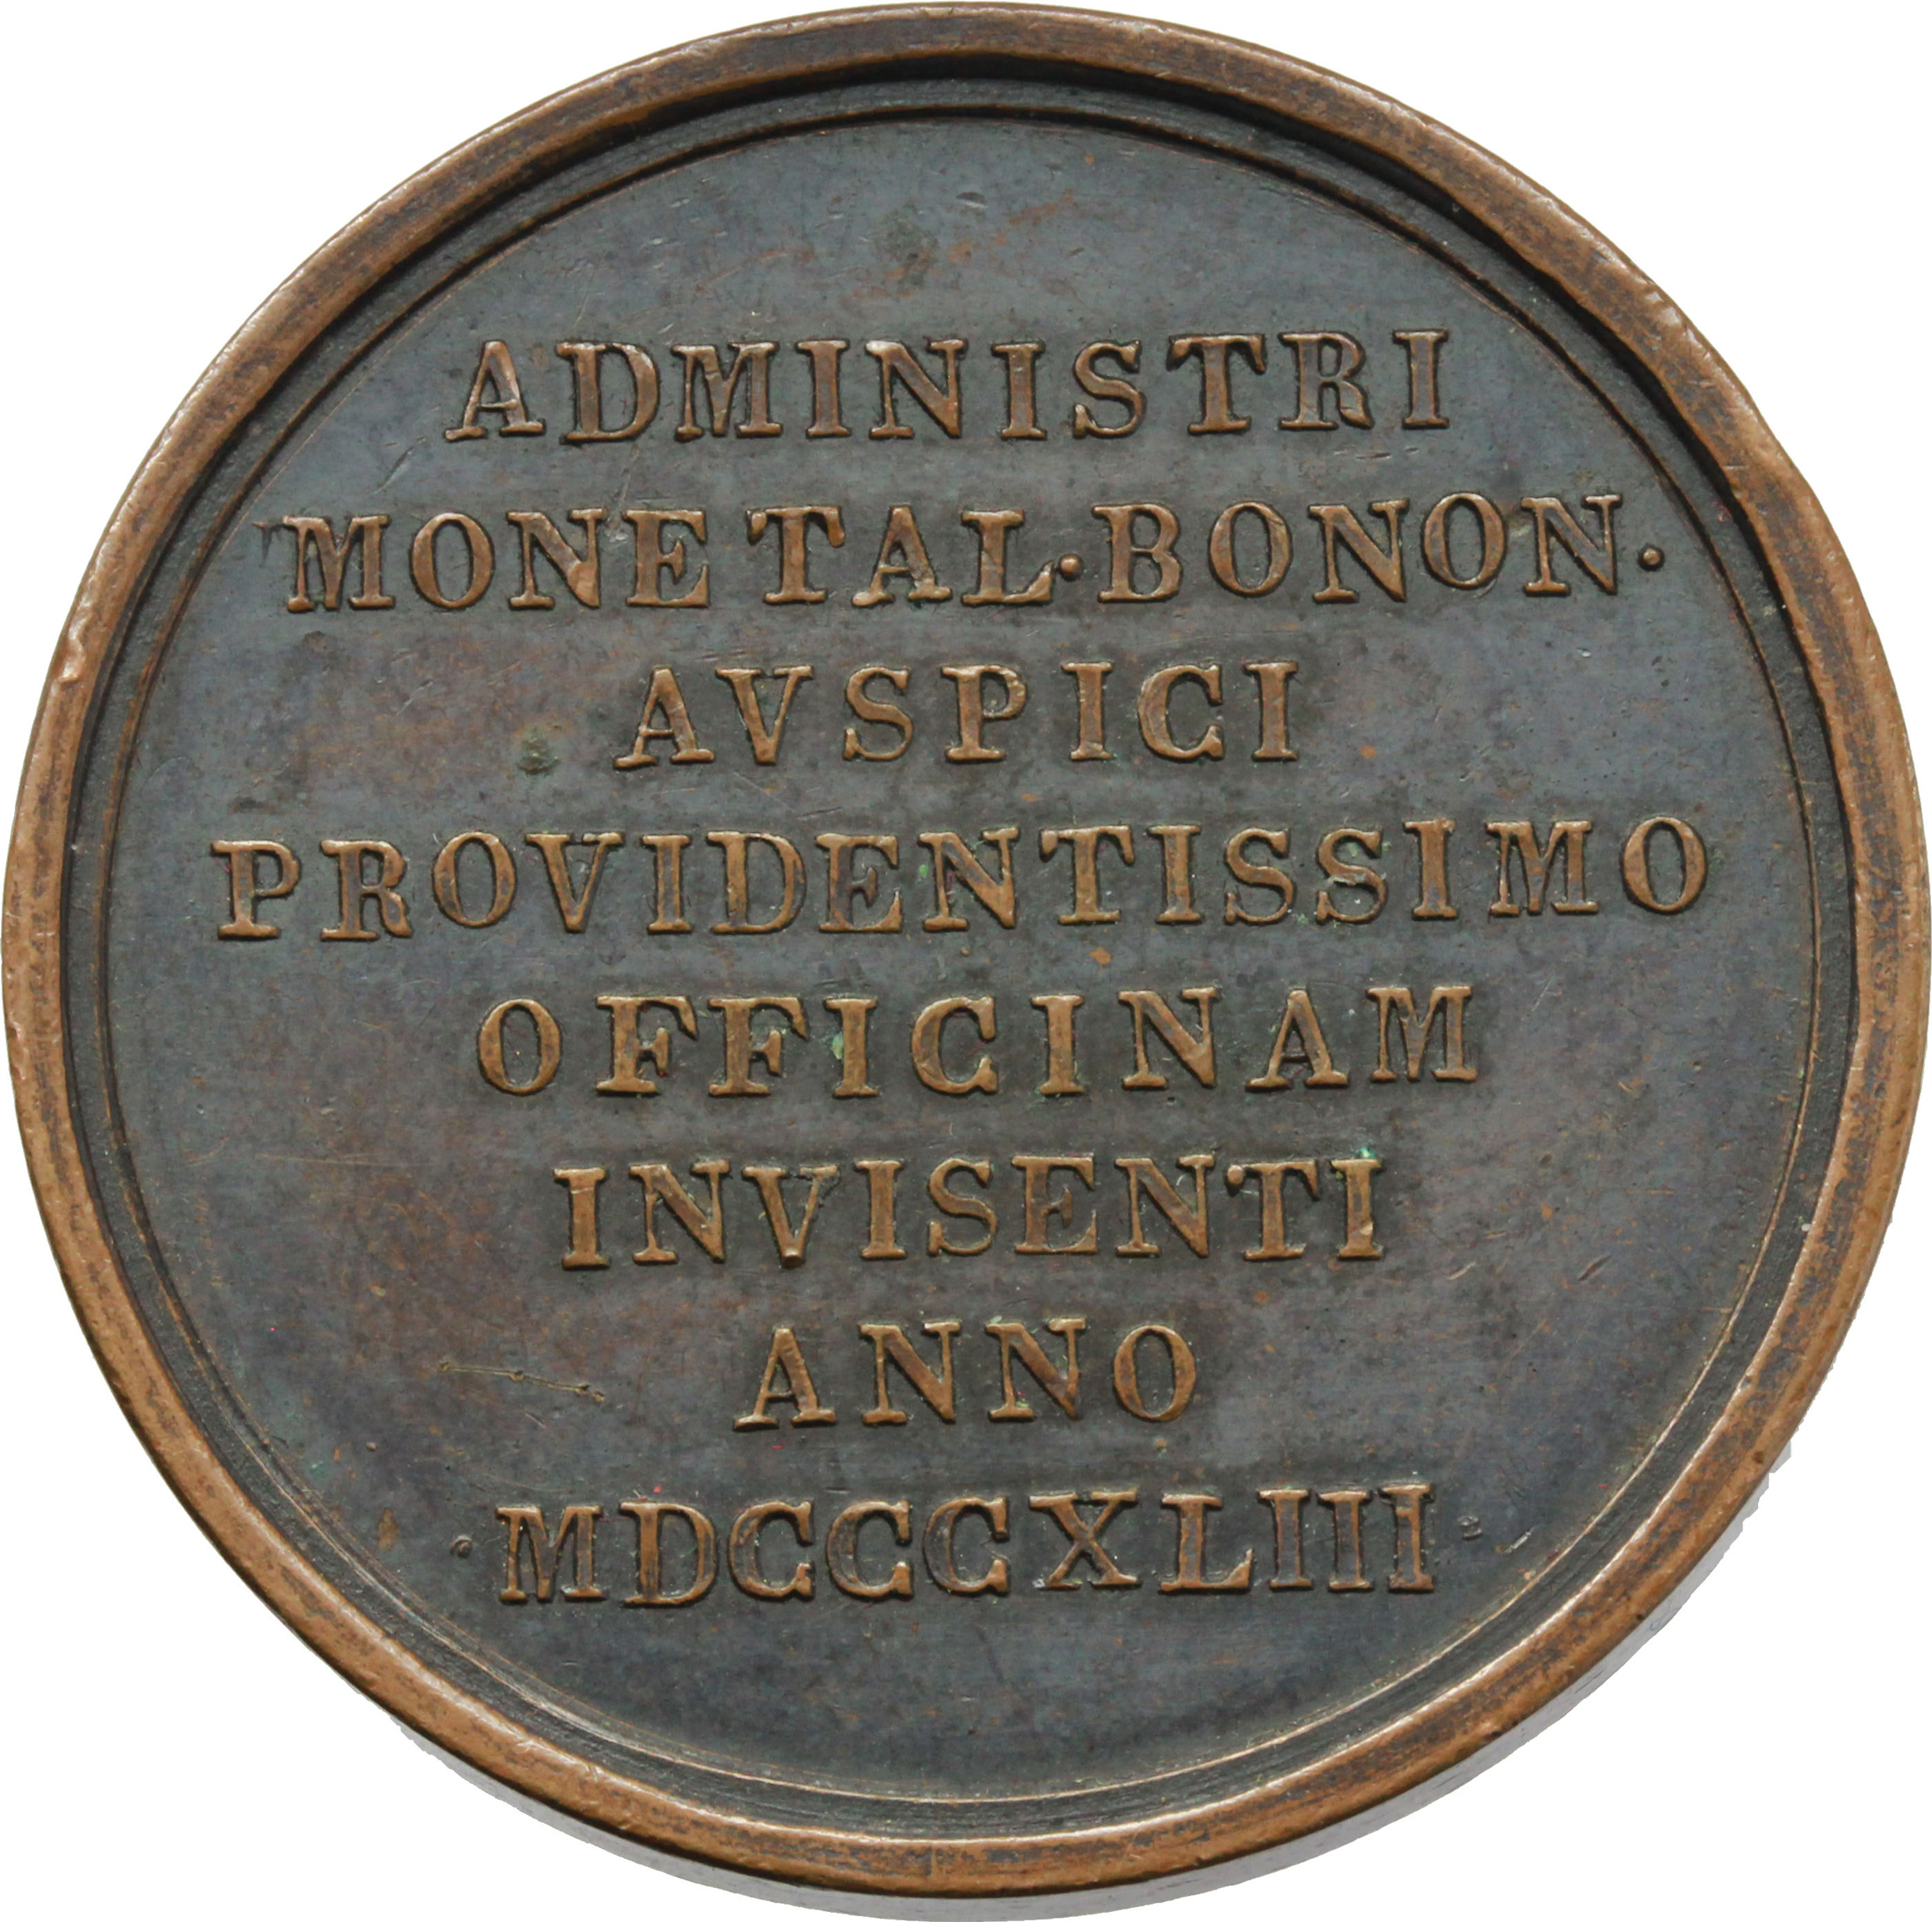 ADMINISTRI
MONETAL·BONON·
AVSPICI
PROVIDENTISSIMO
OFFICINAM
INVISENTI
ANNO
·MDCCCXLIII·